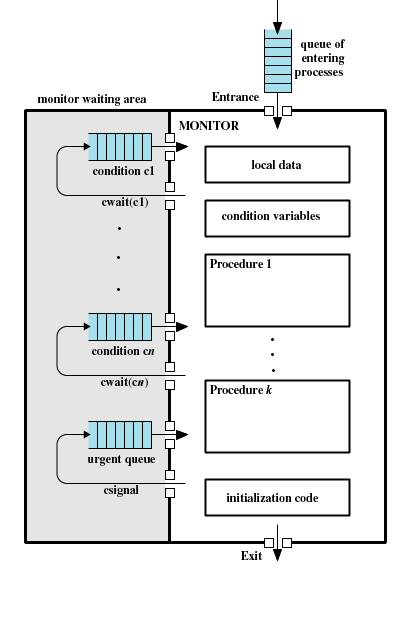 queue of
entering
processes
Entrance
monitor waiting area
MONITOR
condition c1
cwait(c1)
local data
condition variables
Procedure 1
condition cn
cwait(cn)
Procedure k
urgent queue
csignal
initialization code
Exit